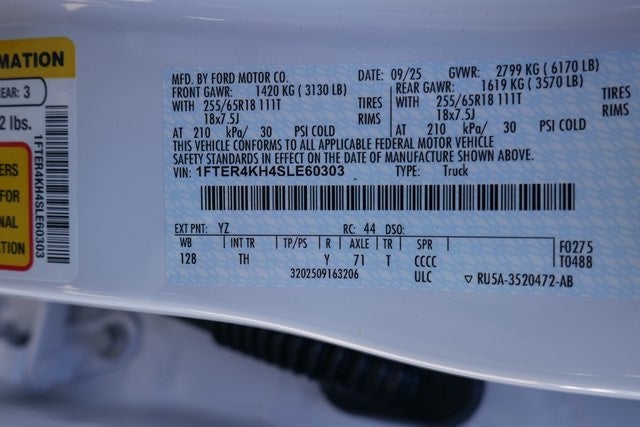 MATION
EAR: 3
2 lbs.
ERS
FOR
NAL
ATION
1FTER4KH4SLE60303
MFD. BY FORD MOTOR CO. DATE: 09/25 GVWR: 2799 KG ( 6170 LB)
FRONT GAWR: 1420 KG ( 3130 LB) REAR GAWR: 1619 KG ( 3570 LB)
WITH 255/65R18 111T TIRES WITH 255/65R18 111T TIRES
18x7.5J RIMS 18x7.5J RIMS
AT 210 kPa/ 30 PSI COLD AT 210 kPa/ 30 PSI COLD
THIS VEHICLE CONFORMS TO ALL APPLICABLE FEDERAL MOTOR VEHICLE
SAFETY STANDARDS IN EFFECT ON THE DATE OF MANUFACTURE SHOWN ABOVE.
VIN: 1FTER4KH4SLE60303 TYPE: Truck
EXT PNT: YZ RC: 44 DSO:
WB INT TR TP/PS R AXLE TR SPR F0275
128 TH Y 71 T CCCC T0488
3202509163206 ULC ▽ RU5A-3520472-AB